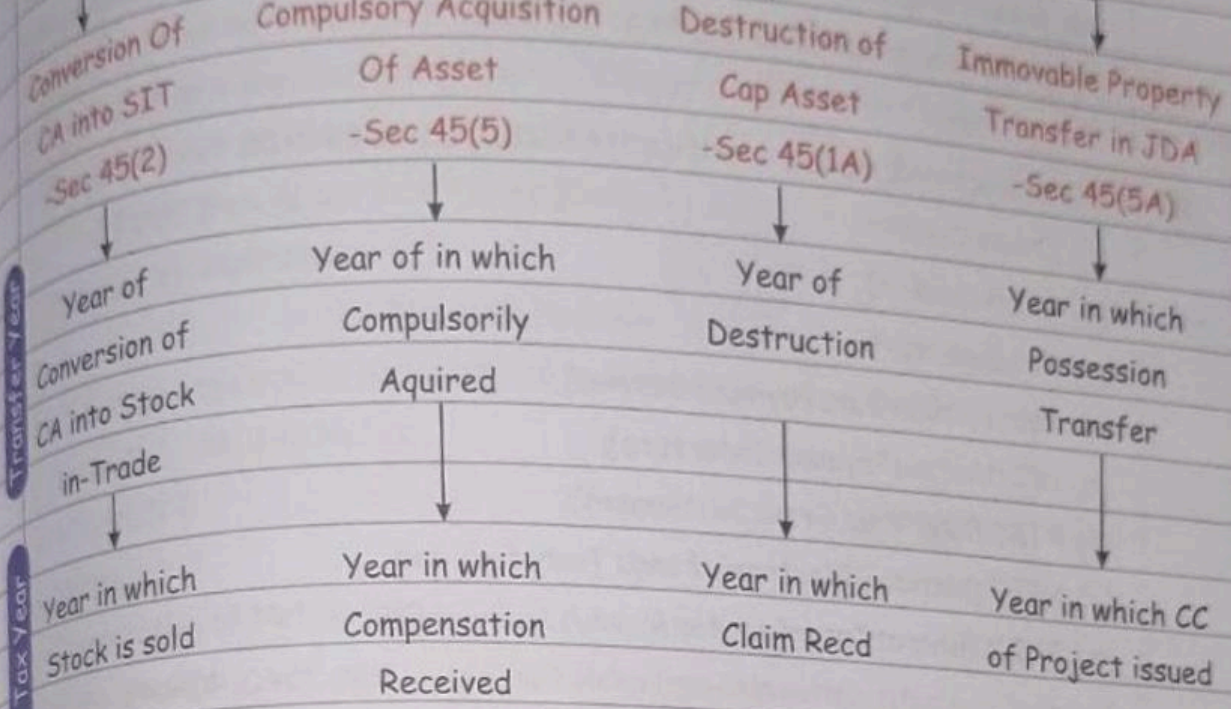 Conversion Of
CA into SIT
-Sec 45(2)
Year of
Conversion of
CA into Stock
in-Trade
Year in which
Stock is sold
Compulsory Acquisition
Of Asset
-Sec 45(5)
Year of in which
Compulsorily
Aquired
Year in which
Compensation
Received
Destruction of
Cap Asset
-Sec 45(1A)
Year of
Destruction
Year in which
Claim Recd
Immovable Property
Transfer in JDA
-Sec 45(5A)
Year in which
Possession
Transfer
Year in which CC
of Project issued
Transfer Year
Tax Year